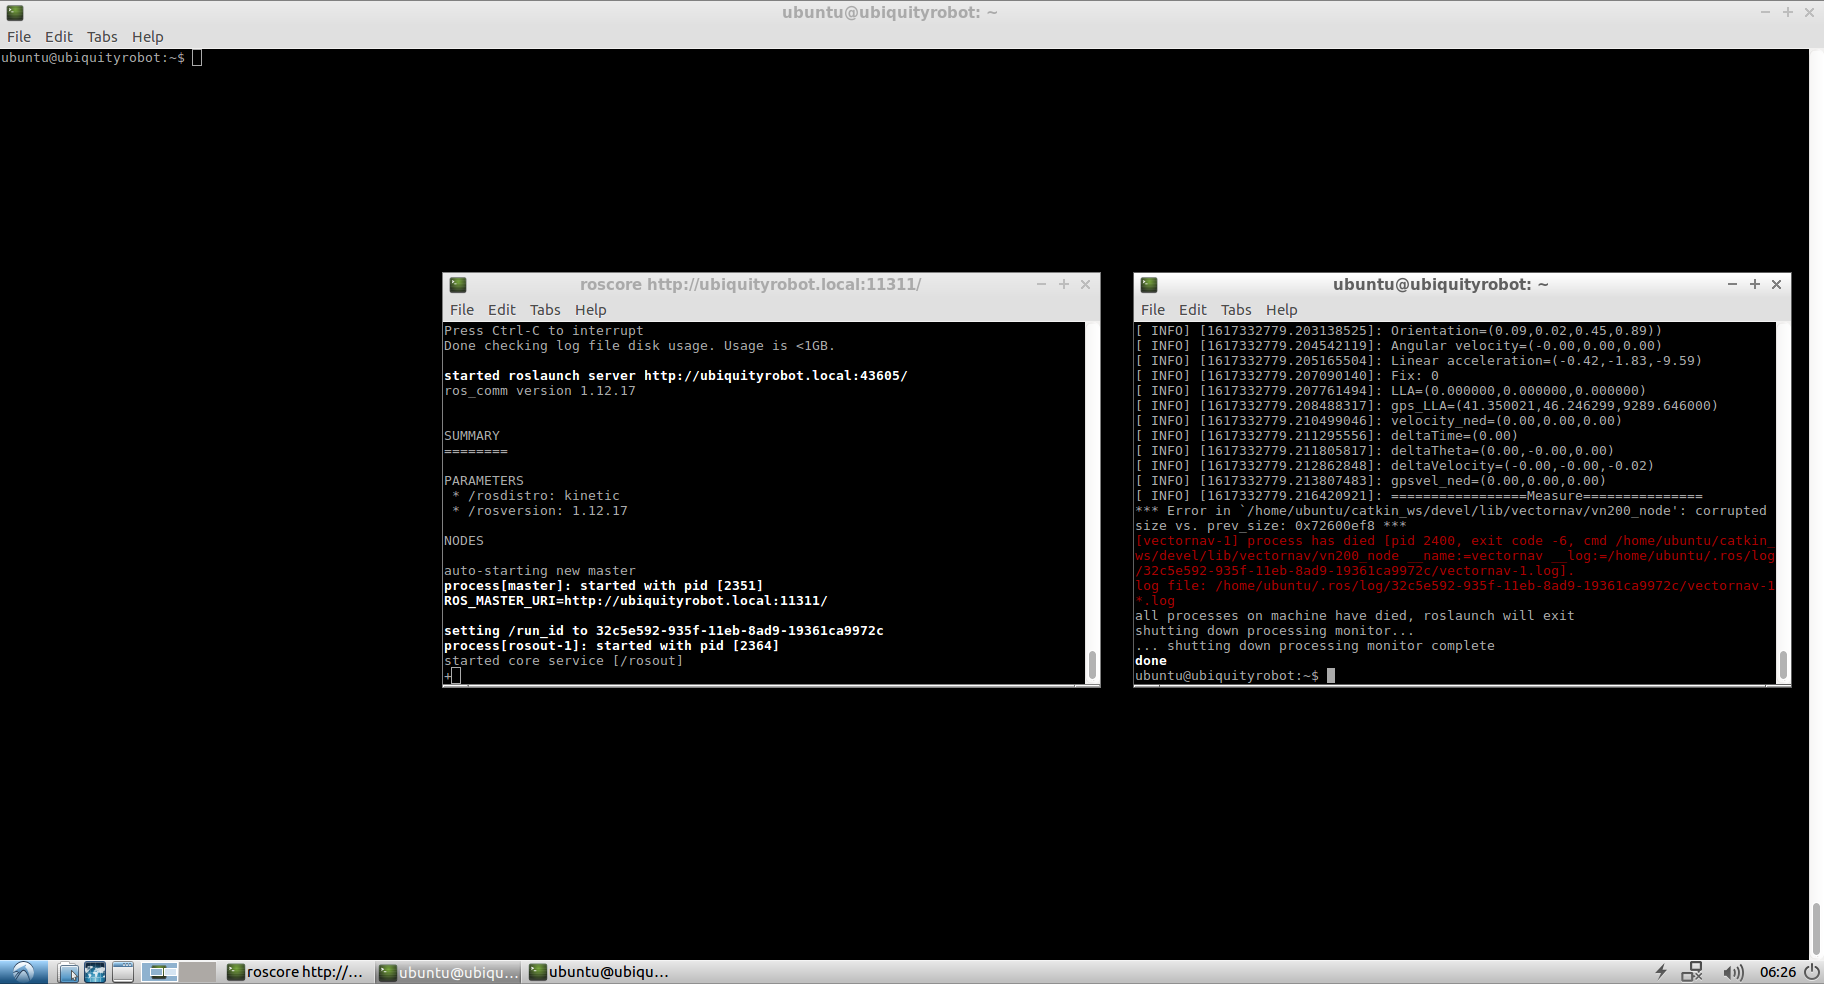 ubuntu@ubiquityrobot: ~
File Edit Tabs Help
ubuntu@ubiquityrobot:~$
roscore http://ubiquityrobot.local:11311/
File Edit Tabs Help
Press Ctrl-C to interrupt
Done checking log file disk usage. Usage is <1GB.
started roslaunch server http://ubiquityrobot.local:43605/
ros_comm version 1.12.17
SUMMARY
========
PARAMETERS
* /rosdistro: kinetic
* /rosversion: 1.12.17
NODES
auto-starting new master
process[master]: started with pid [2351]
ROS_MASTER_URI=http://ubiquityrobot.local:11311/
setting /run_id to 32c5e592-935f-11eb-8ad9-19361ca9972c
process[rosout-1]: started with pid [2364]
started core service [/rosout]
+
ubuntu@ubiquityrobot: ~
File Edit Tabs Help
[ INFO] [1617332779.203138525]: Orientation=(0.09,0.02,0.45,0.89))
[ INFO] [1617332779.204542119]: Angular velocity=(-0.00,0.00,0.00)
[ INFO] [1617332779.205165504]: Linear acceleration=(-0.42,-1.83,-9.59)
[ INFO] [1617332779.207090140]: Fix: 0
[ INFO] [1617332779.207761494]: LLA=(0.000000,0.000000,0.000000)
[ INFO] [1617332779.208488317]: gps_LLA=(41.350021,46.246299,9289.646000)
[ INFO] [1617332779.210499046]: velocity_ned=(0.00,0.00,0.00)
[ INFO] [1617332779.211295556]: deltaTime=(0.00)
[ INFO] [1617332779.211805817]: deltaTheta=(0.00,-0.00,0.00)
[ INFO] [1617332779.212862848]: deltaVelocity=(-0.00,-0.00,-0.02)
[ INFO] [1617332779.213807483]: gpsvel_ned=(0.00,0.00,0.00)
[ INFO] [1617332779.216420921]: =================Measure===============
*** Error in `/home/ubuntu/catkin_ws/devel/lib/vectornav/vn200_node': corrupted
size vs. prev_size: 0x72600ef8 ***
[vectornav-1] process has died [pid 2400, exit code -6, cmd /home/ubuntu/catkin_
ws/devel/lib/vectornav/vn200_node __name:=vectornav __log:=/home/ubuntu/.ros/log
/32c5e592-935f-11eb-8ad9-19361ca9972c/vectornav-1.log].
log file: /home/ubuntu/.ros/log/32c5e592-935f-11eb-8ad9-19361ca9972c/vectornav-1
*.log
all processes on machine have died, roslaunch will exit
shutting down processing monitor...
... shutting down processing monitor complete
done
ubuntu@ubiquityrobot:~$
roscore http://... ubuntu@ubiqu... ubuntu@ubiqu... 06:26